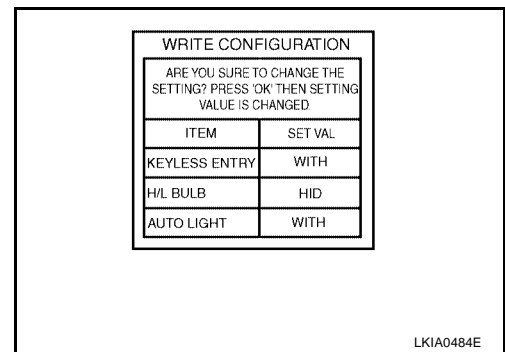 WRITE CONFIGURATION
ARE YOU SURE TO CHANGE THE
SETTING? PRESS 'OK' THEN SETTING
VALUE IS CHANGED.
ITEM SET VAL
KEYLESS ENTRY WITH
H/L BULB HID
AUTO LIGHT WITH
LKIA0484E